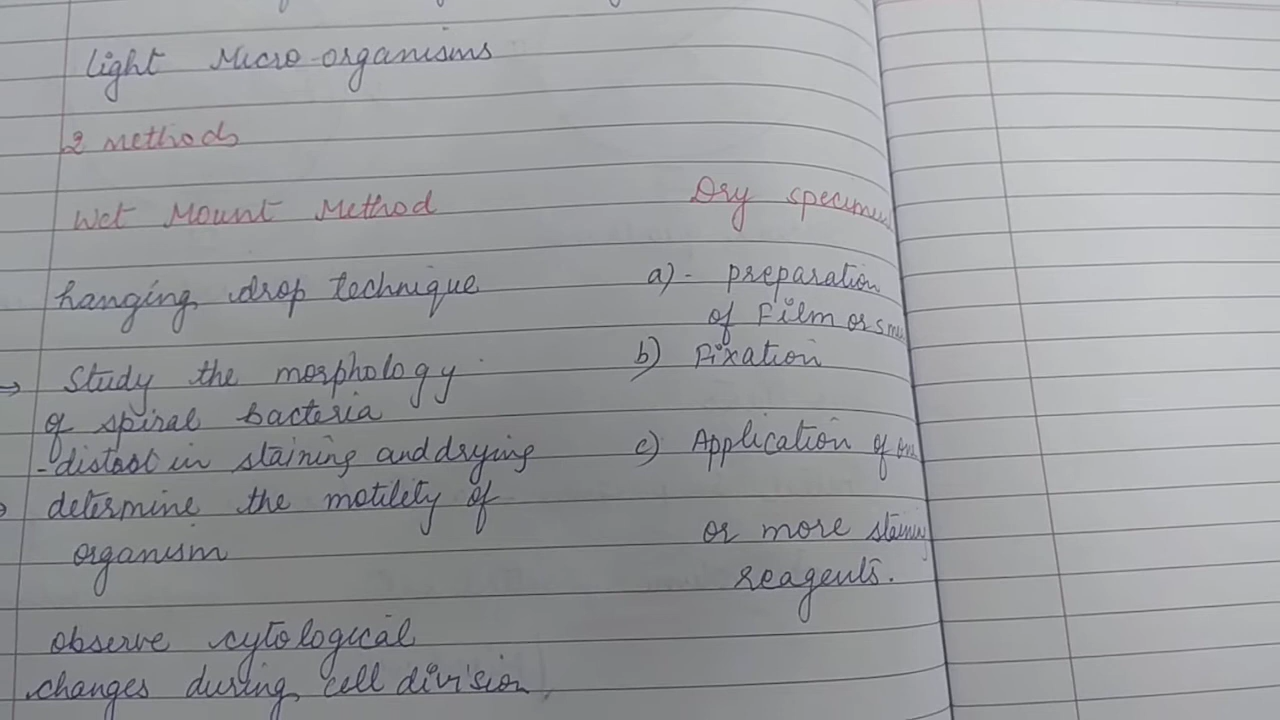 light Micro-organisms
2 methods
Wet Mount Method
hanging drop technique
Study the morphology
of spiral bacteria
- distost in staining and drying
determine the motility of
organism
observe cytological
changes during cell division
Dry specimen
a) - preparation
of Film or
b) Fixation
c) Application of one
or more staining
reagents.